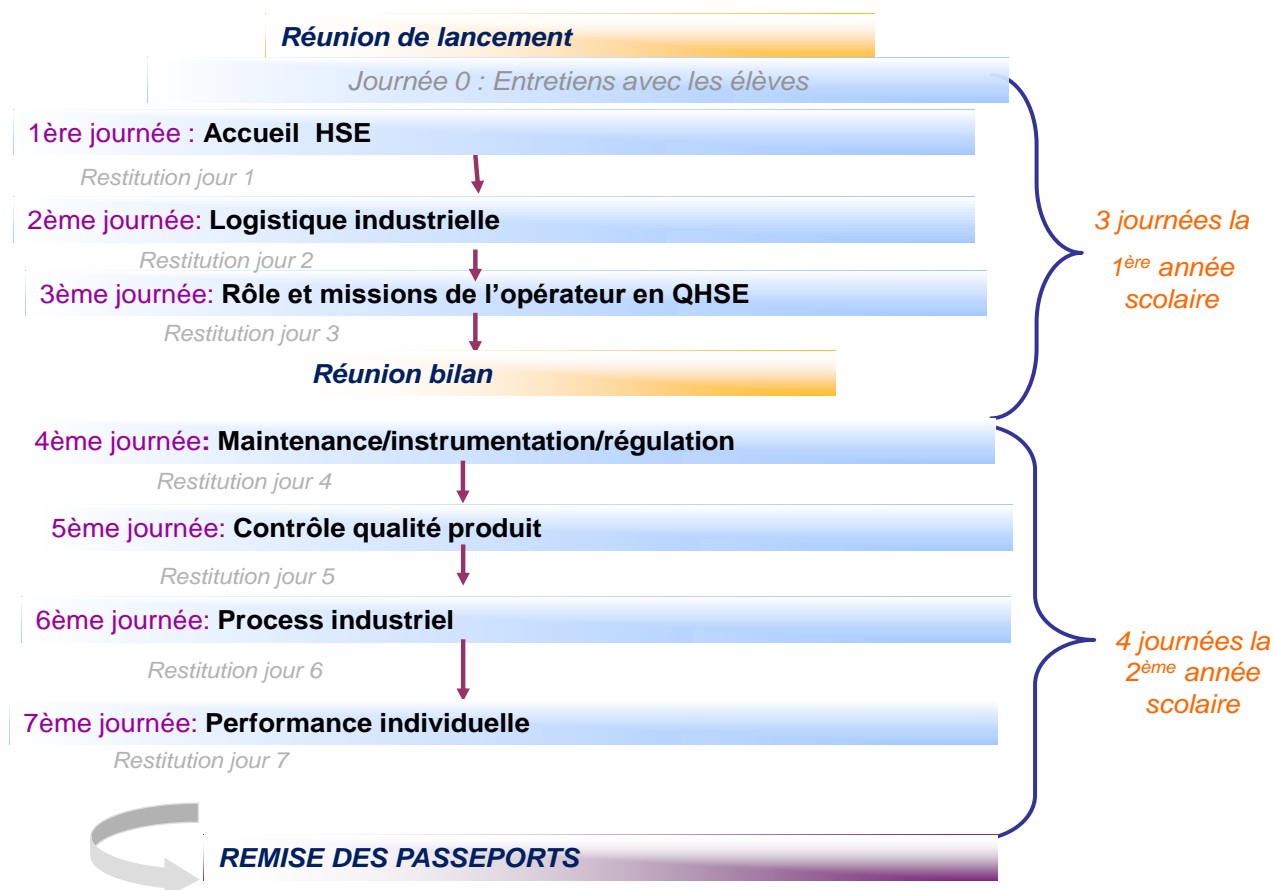 Réunion de lancement
Journée 0 : Entretiens avec les élèves
1ère journée : Accueil HSE
Restitution jour 1
2ème journée: Logistique industrielle
Restitution jour 2
3ème journée: Rôle et missions de l’opérateur en QHSE
Restitution jour 3
Réunion bilan
3 journées la
1ère année
scolaire
4ème journée: Maintenance/instrumentation/régulation
Restitution jour 4
5ème journée: Contrôle qualité produit
Restitution jour 5
6ème journée: Process industriel
Restitution jour 6
7ème journée: Performance individuelle
Restitution jour 7
4 journées la
2ème année
scolaire
REMISE DES PASSEPORTS